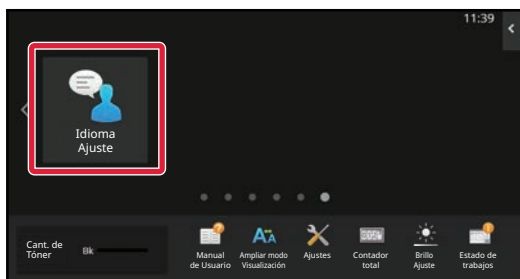 11:39
Idioma
Ajuste
Cant. de
Tóner
Bk
Manual
de Usuario
Ampliar modo
Visualización
Ajustes
Contador
total
Brillo
Ajuste
Estado de
trabajos